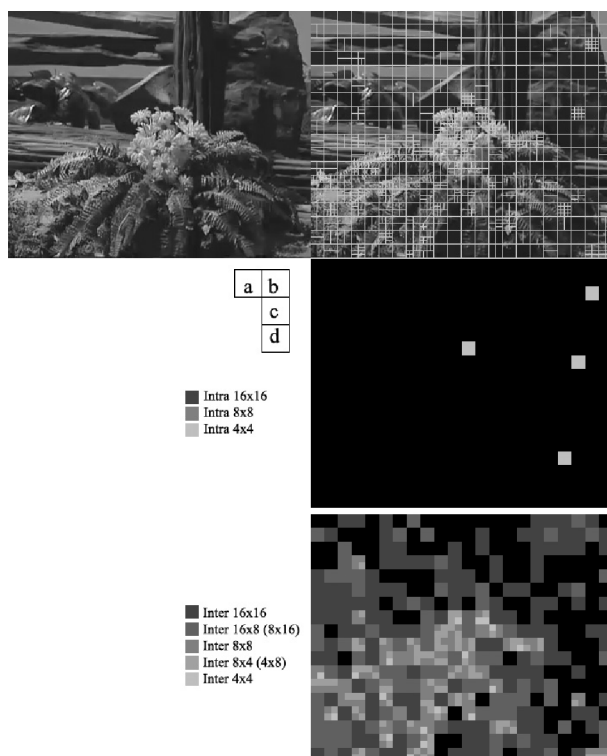 a b
c
d
Intra 16x16
Intra 8x8
Intra 4x4
Inter 16x16
Inter 16x8 (8x16)
Inter 8x8
Inter 8x4 (4x8)
Inter 4x4